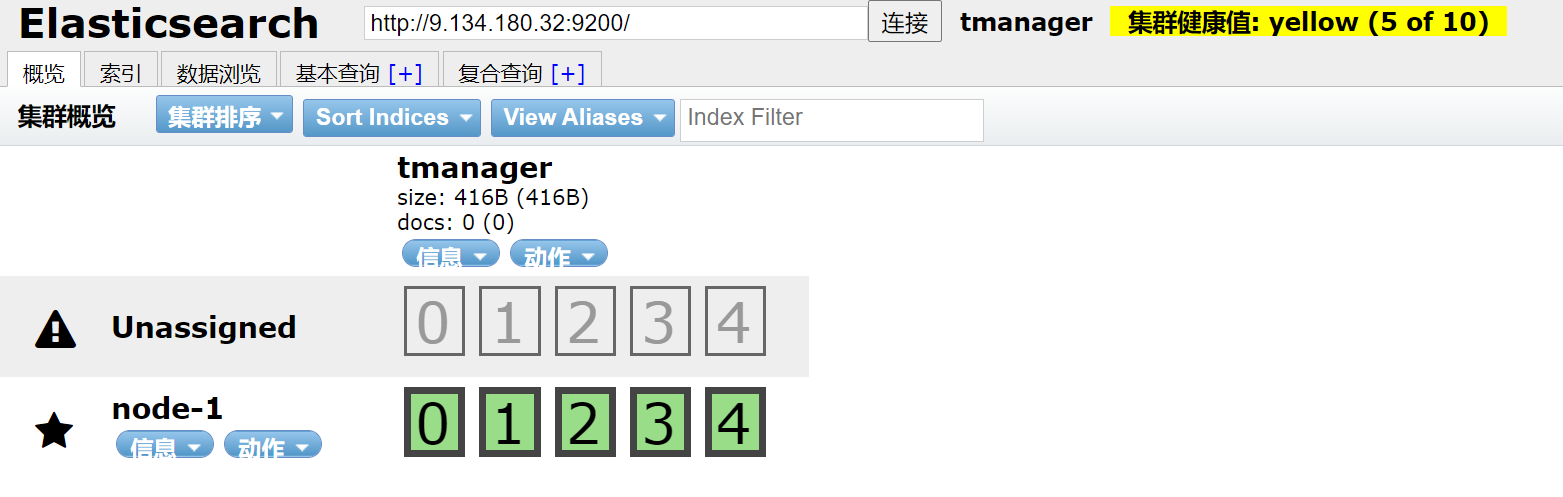 Elasticsearch http://9.134.180.32:9200/ 连接 tmanager 集群健康值: yellow (5 of 10)
概览 索引 数据浏览 基本查询 [+] 复合查询 [+]
集群概览 集群排序 Sort Indices View Aliases Index Filter
tmanager
size: 416B (416B)
docs: 0 (0)
信息 动作
Unassigned 0 1 2 3 4
node-1 0 1 2 3 4
信息 动作